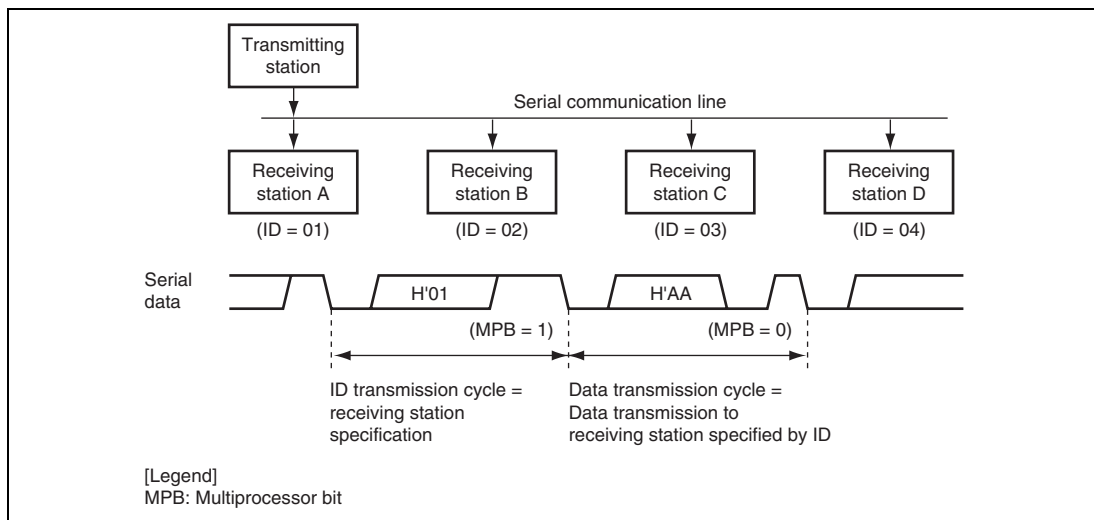 Transmitting
station
Serial communication line
Receiving
station A
Receiving
station B
Receiving
station C
Receiving
station D
(ID = 01)
(ID = 02)
(ID = 03)
(ID = 04)
Serial
data
H'01
H'AA
(MPB = 1)
(MPB = 0)
ID transmission cycle =
receiving station
specification
Data transmission cycle =
Data transmission to
receiving station specified by ID
[Legend]
MPB: Multiprocessor bit